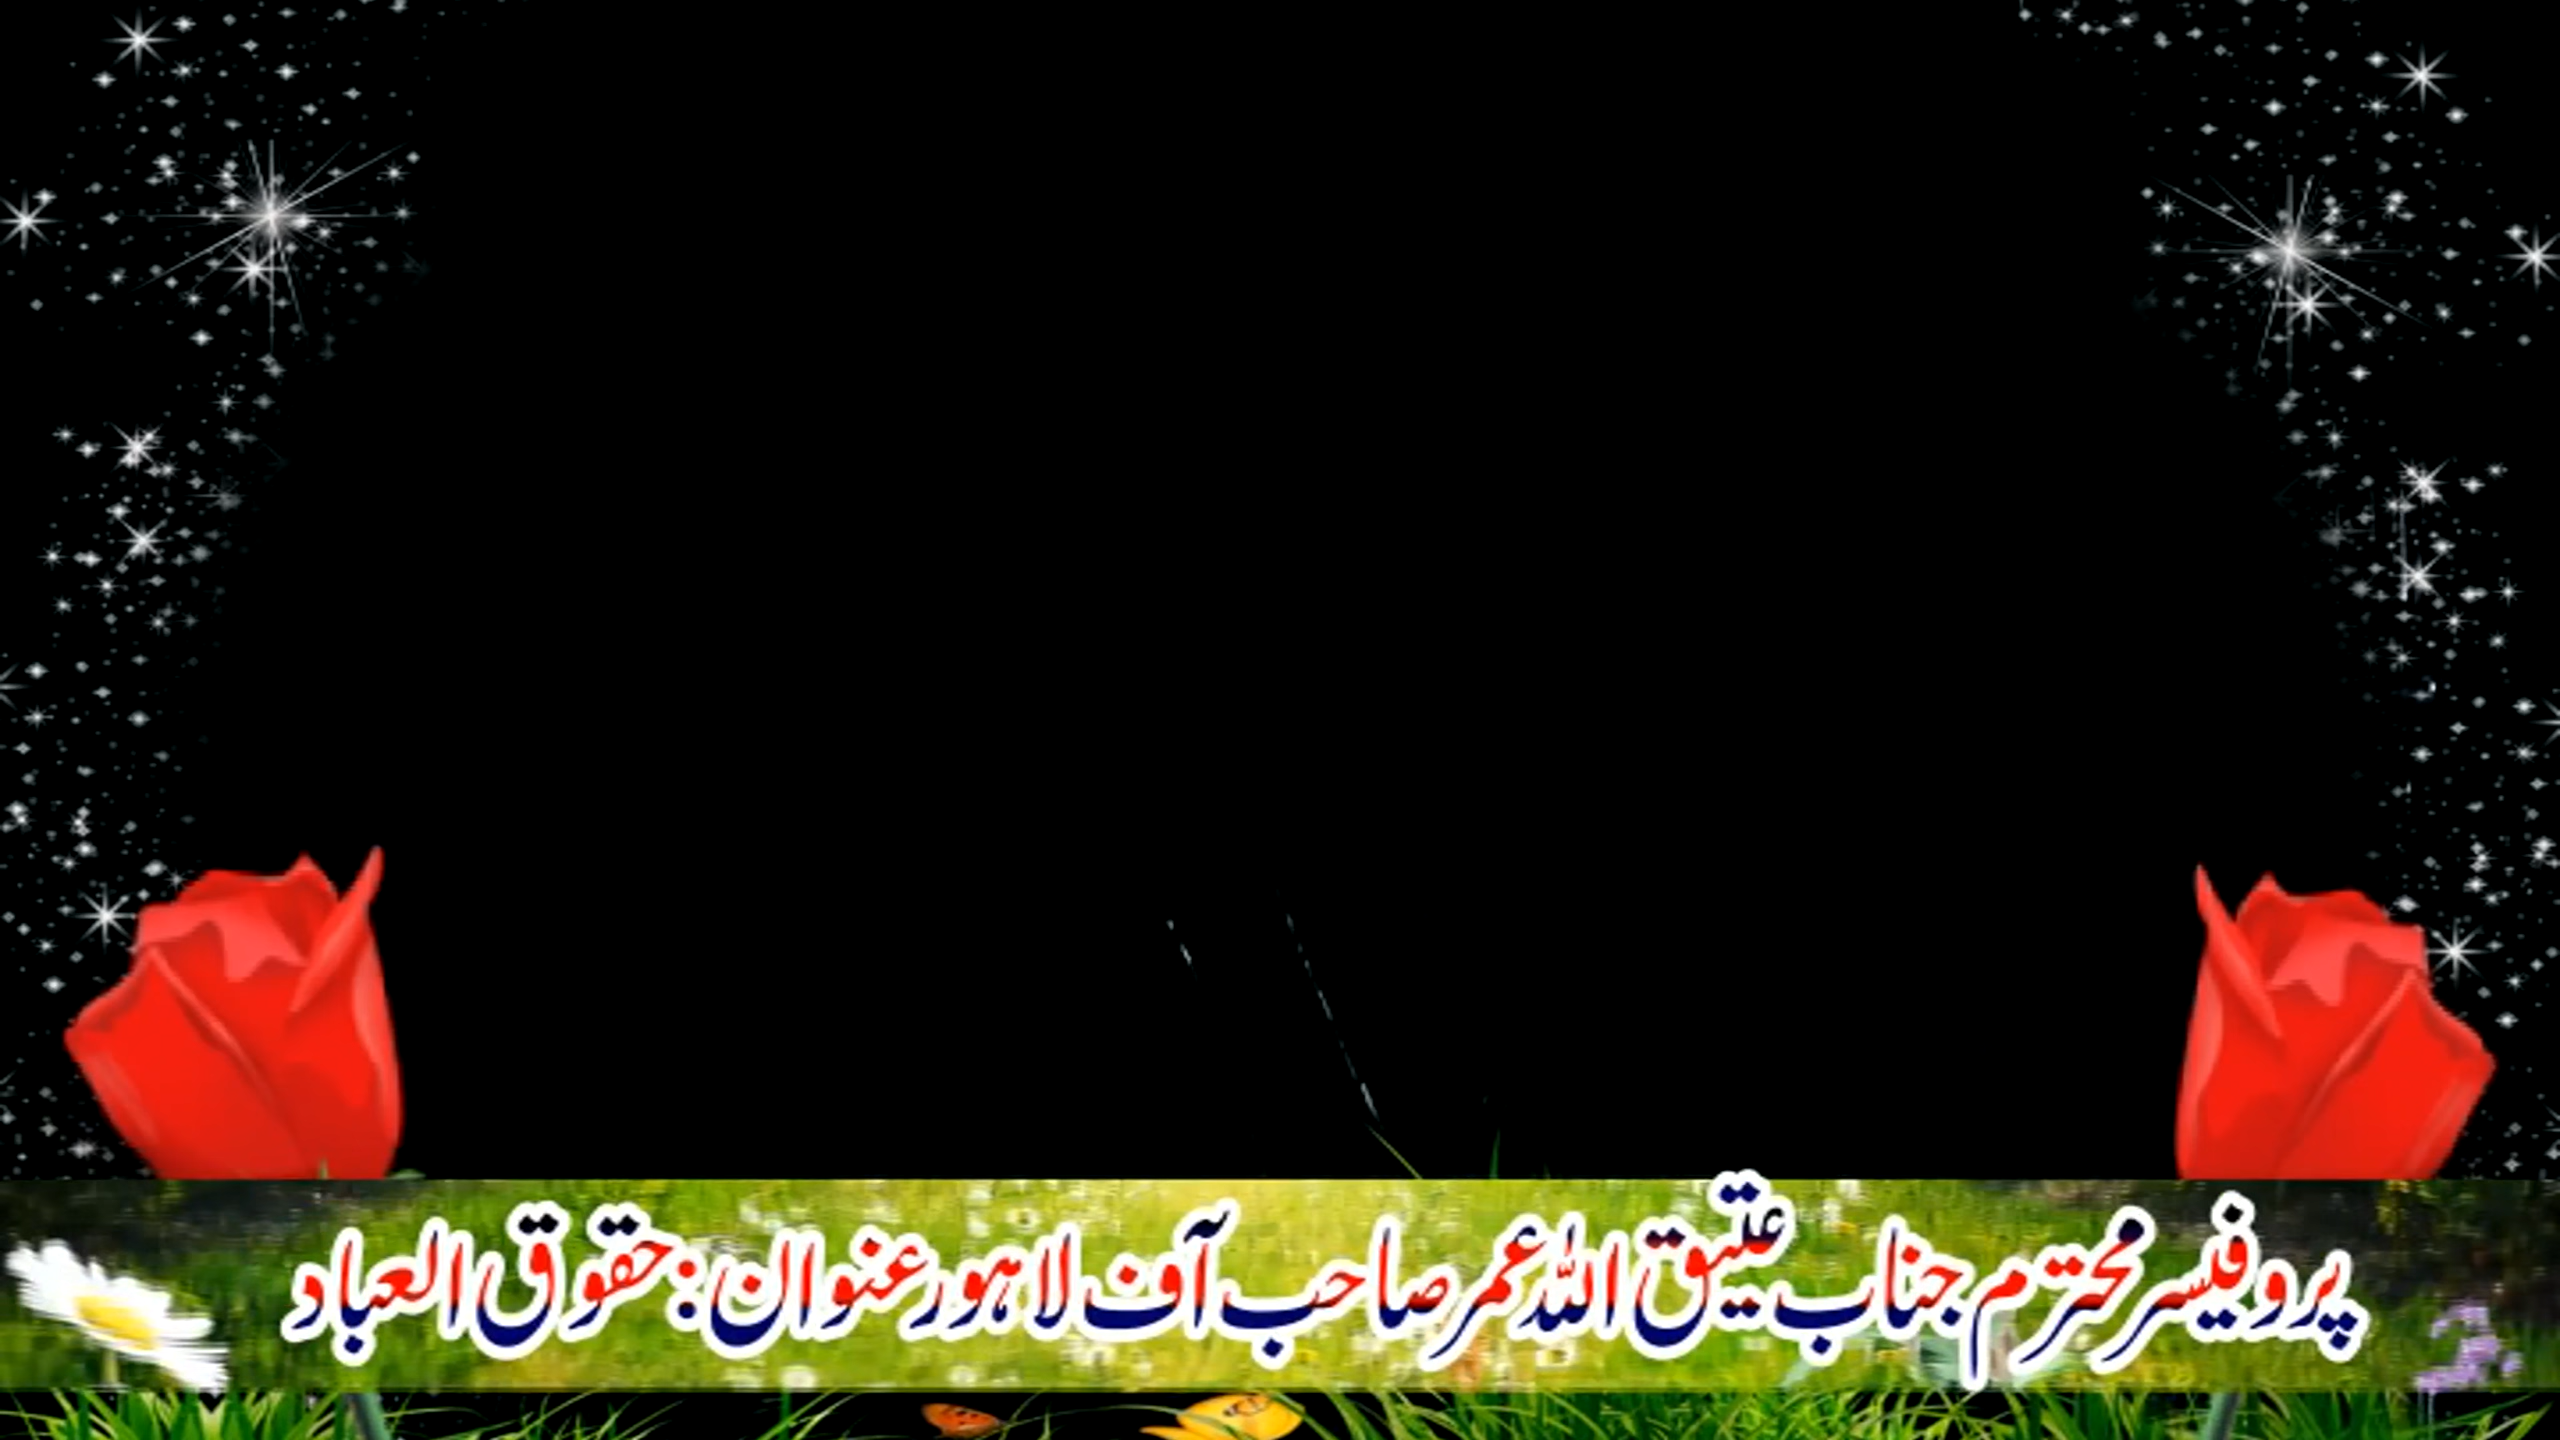 پروفیسر محترم جناب عتیق اللہ عمر صاحب آف لاہور عنوان : حقوق العباد